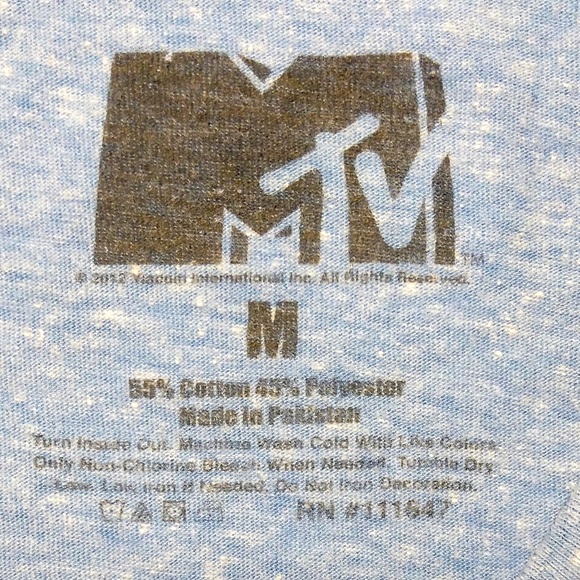 MTV TM
© 2012 Viacom International Inc. All Rights Reserved.
M
55% Cotton 45% Polyester
Made in Pakistan
Turn Inside Out. Machine Wash Cold With Like Colors.
Only Non-Chlorine Bleach When Needed. Tumble Dry
Low. Low Iron If Needed. Do Not Iron Decoration.
RN #111647